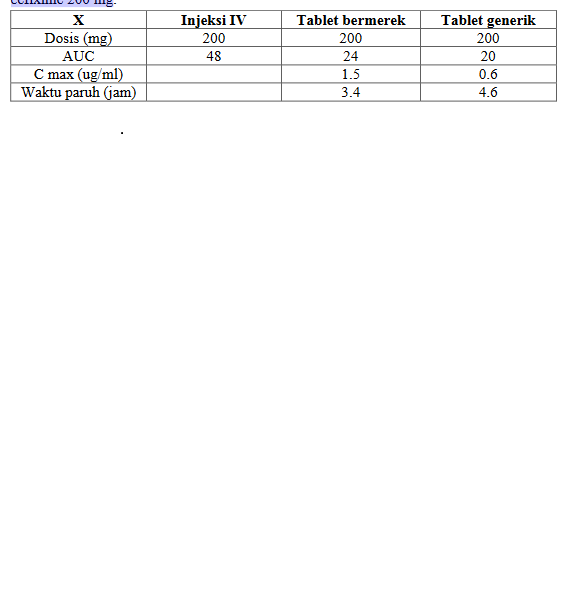 cefixime 200 mg.
X Injeksi IV Tablet bermerek Tablet generik
Dosis (mg) 200 200 200
AUC 48 24 20
C max (ug/ml) 1.5 0.6
Waktu paruh (jam) 3.4 4.6
.